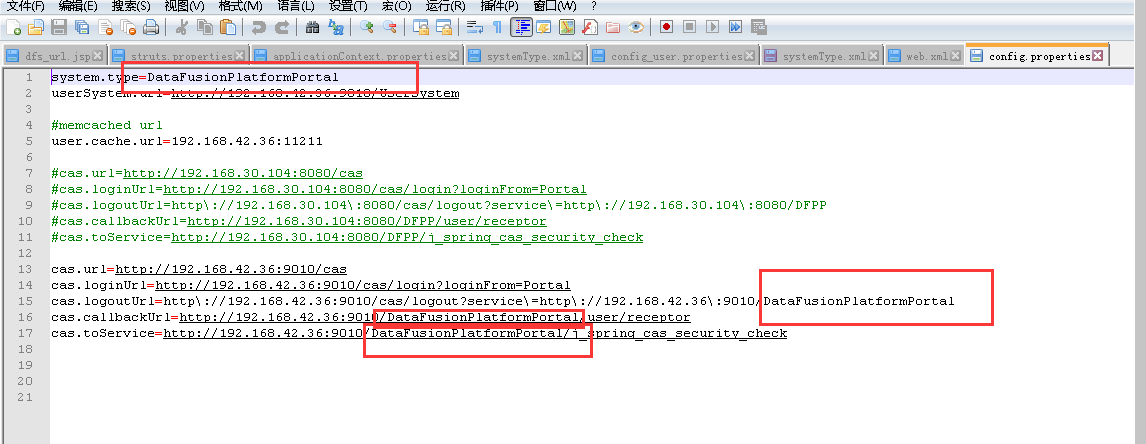 文件(F) 编辑(E) 搜索(S) 视图(V) 格式(M) 语言(L) 设置(T) 宏(O) 运行(R) 插件(P) 窗口(W) ?
dfs_url.jsp struts.properties applicationContext.properties systemType.xml config_user.properties systemType.xml web.xml config.properties
1 system.type=DataFusionPlatformPortal
2 userSystem.url=http://192.168.42.36:9010/UserSystem
3
4 #memcached url
5 user.cache.url=192.168.42.36:11211
6
7 #cas.url=http://192.168.30.104:8080/cas
8 #cas.loginUrl=http://192.168.30.104:8080/cas/login?loginFrom=Portal
9 #cas.logoutUrl=http\://192.168.30.104\:8080/cas/logout?service\=http\://192.168.30.104\:8080/DFPP
10 #cas.callbackUrl=http://192.168.30.104:8080/DFPP/user/receptor
11 #cas.toService=http://192.168.30.104:8080/DFPP/j_spring_cas_security_check
12
13 cas.url=http://192.168.42.36:9010/cas
14 cas.loginUrl=http://192.168.42.36:9010/cas/login?loginFrom=Portal
15 cas.logoutUrl=http\://192.168.42.36:9010/cas/logout?service\=http\://192.168.42.36\:9010/DataFusionPlatformPortal
16 cas.callbackUrl=http://192.168.42.36:9010/DataFusionPlatformPortal/user/receptor
17 cas.toService=http://192.168.42.36:9010/DataFusionPlatformPortal/j_spring_cas_security_check
18
19
20
21